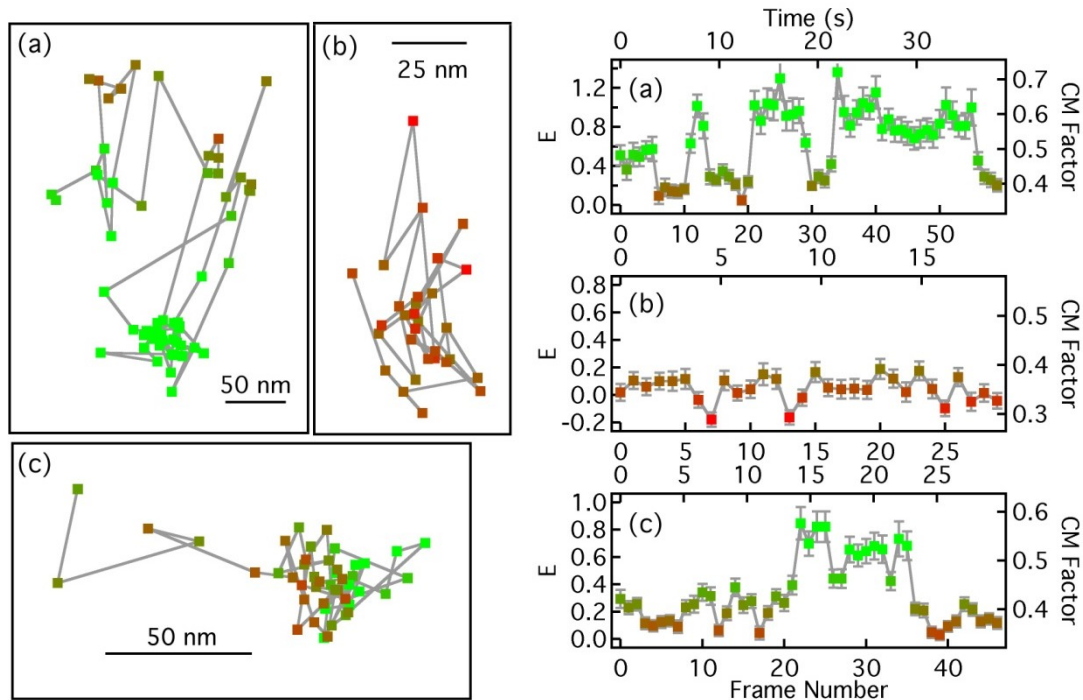 (a)
50 nm
(b)
25 nm
(c)
50 nm
Time (s)
0 10 20 30
(a)
E
1.2
0.8
0.4
0.0
CM Factor
0.7
0.6
0.5
0.4
0 10 20 30 40 50
0 5 10 15
(b)
E
0.8
0.6
0.4
0.2
0.0
-0.2
CM Factor
0.5
0.4
0.3
0 5 10 15 20 25
0 5 10 15 20 25
(c)
E
1.0
0.8
0.6
0.4
0.2
0.0
CM Factor
0.6
0.5
0.4
0 10 20 30 40
Frame Number